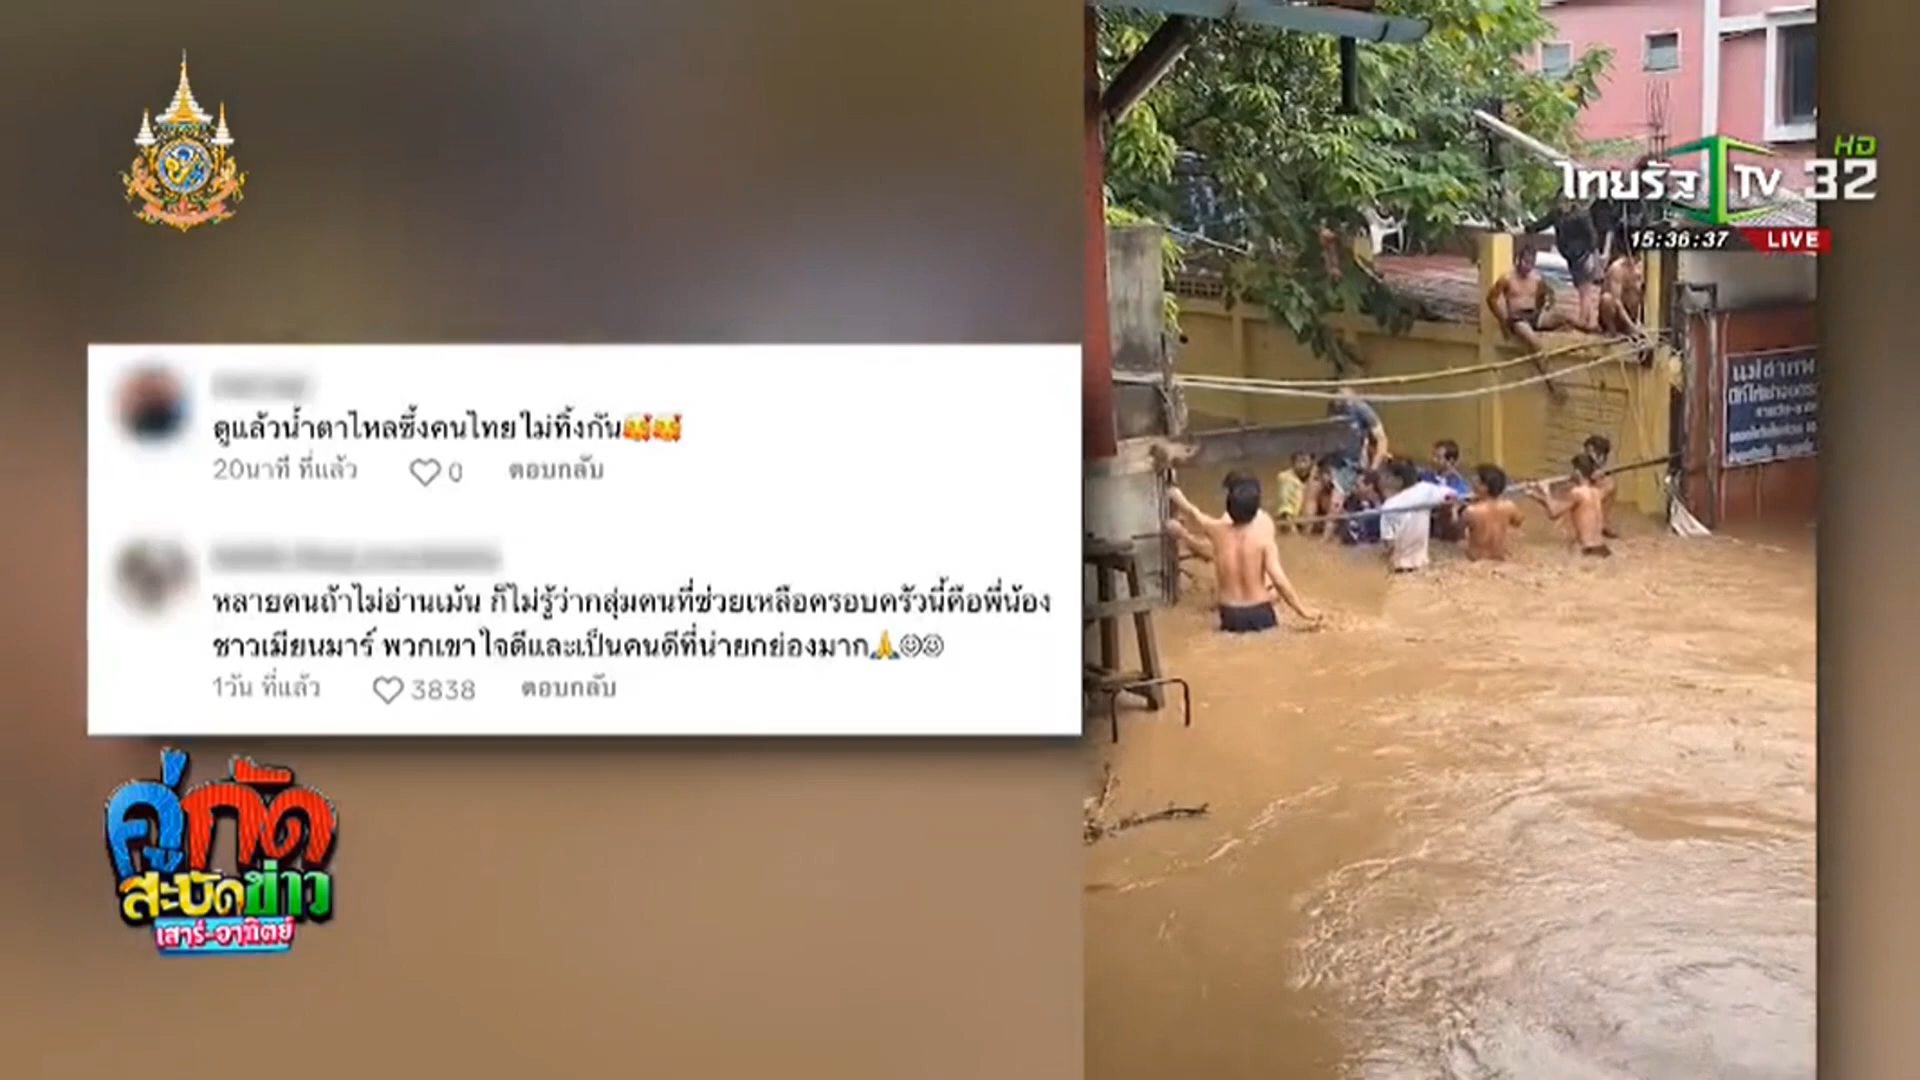 ไทยรัฐ TV 32 HD
15:36:37 LIVE
ดูแล้วน้ำตาไหลซึ้งคนไทยไม่ทิ้งกัน🥰🥰
20นาที ที่แล้ว 0 ตอบกลับ
หลายคนถ้าไม่อ่านเม้น ก็ไม่รู้ว่ากลุ่มคนที่ช่วยเหลือครอบครัวนี้คือพี่น้อง
ชาวเมียนมาร์ พวกเขาใจดีและเป็นคนดีที่น่ายกย่องมาก🙏☺☺
1วัน ที่แล้ว 3838 ตอบกลับ
คู่กัด
สะบัดข่าว
เสาร์-อาทิตย์